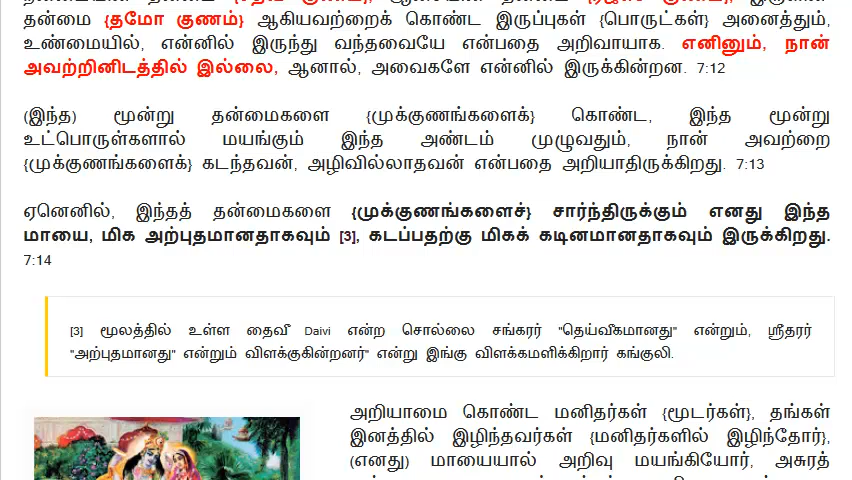 தன்மை {தமோ குணம்} ஆகியவற்றைக் கொண்ட இருப்புகள் {பொருட்கள்} அனைத்தும்,
உண்மையில், என்னில் இருந்து வந்தவையே என்பதை அறிவாயாக. எனினும், நான்
அவற்றினிடத்தில் இல்லை, ஆனால், அவைகளே என்னில் இருக்கின்றன. 7:12
(இந்த) மூன்று தன்மைகளை {முக்குணங்களைக்} கொண்ட, இந்த மூன்று
உட்பொருள்களால் மயங்கும் இந்த அண்டம் முழுவதும், நான் அவற்றை
{முக்குணங்களைக்} கடந்தவன், அழிவில்லாதவன் என்பதை அறியாதிருக்கிறது. 7:13
ஏனெனில், இந்தத் தன்மைகளை {முக்குணங்களைச்} சார்ந்திருக்கும் எனது இந்த
மாயை, மிக அற்புதமானதாகவும் [3], கடப்பதற்கு மிகக் கடினமானதாகவும் இருக்கிறது.
7:14
[3] மூலத்தில் உள்ள தைவீ Daivi என்ற சொல்லை சங்கரர் "தெய்வீகமானது" என்றும், ஸ்ரீதரர்
"அற்புதமானது" என்றும் விளக்குகின்றனர்" என்று இங்கு விளக்கமளிக்கிறார் கங்குலி.
அறியாமை கொண்ட மனிதர்கள் {மூடர்கள்}, தங்கள்
இனத்தில் இழிந்தவர்கள் {மனிதர்களில் இழிந்தோர்},
(எனது) மாயையால் அறிவு மயங்கியோர், அசுரத்